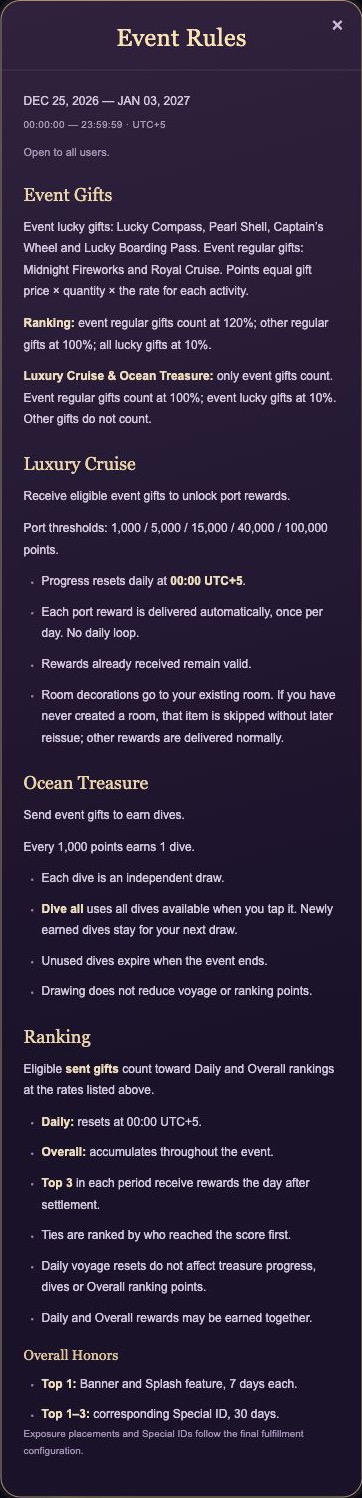 Event Rules
×
DEC 25, 2026 — JAN 03, 2027
00:00:00 — 23:59:59 · UTC+5
Open to all users.
Event Gifts
Event lucky gifts: Lucky Compass, Pearl Shell, Captain's
Wheel and Lucky Boarding Pass. Event regular gifts:
Midnight Fireworks and Royal Cruise. Points equal gift
price × quantity × the rate for each activity.
Ranking: event regular gifts count at 120%; other regular
gifts at 100%; all lucky gifts at 10%.
Luxury Cruise & Ocean Treasure: only event gifts count.
Event regular gifts count at 100%; event lucky gifts at 10%.
Other gifts do not count.
Luxury Cruise
Receive eligible event gifts to unlock port rewards.
Port thresholds: 1,000 / 5,000 / 15,000 / 40,000 / 100,000
points.
• Progress resets daily at 00:00 UTC+5.
• Each port reward is delivered automatically, once per
day. No daily loop.
• Rewards already received remain valid.
• Room decorations go to your existing room. If you have
never created a room, that item is skipped without later
reissue; other rewards are delivered normally.
Ocean Treasure
Send event gifts to earn dives.
Every 1,000 points earns 1 dive.
• Each dive is an independent draw.
• Dive all uses all dives available when you tap it. Newly
earned dives stay for your next draw.
• Unused dives expire when the event ends.
• Drawing does not reduce voyage or ranking points.
Ranking
Eligible sent gifts count toward Daily and Overall rankings
at the rates listed above.
• Daily: resets at 00:00 UTC+5.
• Overall: accumulates throughout the event.
• Top 3 in each period receive rewards the day after
settlement.
• Ties are ranked by who reached the score first.
• Daily voyage resets do not affect treasure progress,
dives or Overall ranking points.
• Daily and Overall rewards may be earned together.
Overall Honors
• Top 1: Banner and Splash feature, 7 days each.
• Top 1–3: corresponding Special ID, 30 days.
Exposure placements and Special IDs follow the final fulfillment
configuration.